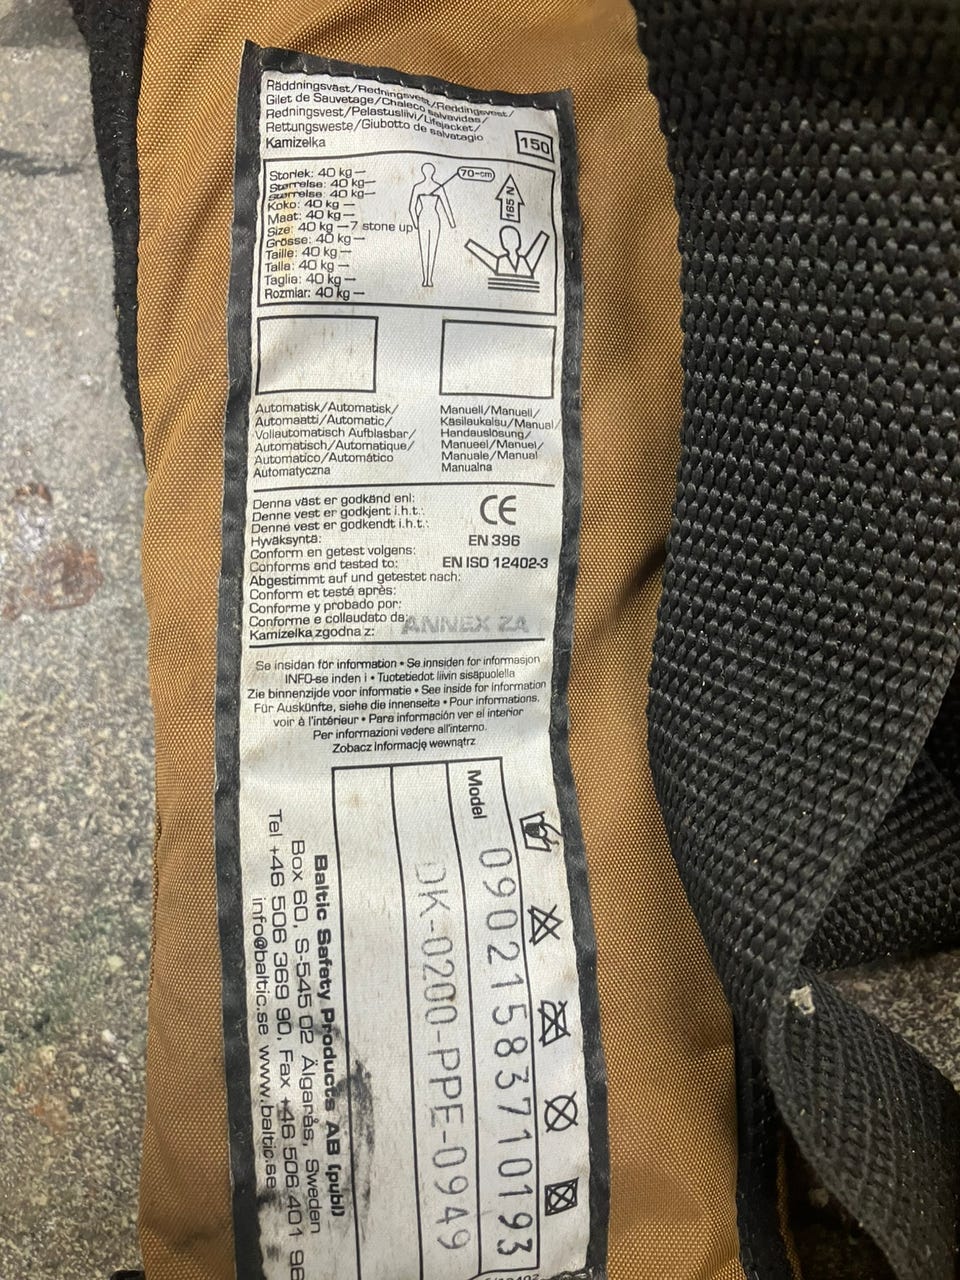 Räddningsväst/Redningsvest/Reddingsvest/
Gilet de Sauvetage/Chaleco salvavidas/
Redningsvest/Pelastusliivi/Lifejacket/
Rettungsweste/Giubotto de salvatagio
Kamizelka
150
Storlek: 40 kg—
Størrelse: 40 kg—
Størrelse: 40 kg—
Koko: 40 kg —
Maat: 40 kg—
Size: 40 kg —7 stone up
Grösse: 40 kg—
Taille: 40 kg —
Talla: 40 kg —
Taglia: 40 kg —
Rozmiar: 40 kg —
70-cm
165 N
Automatisk/Automatisk/
Automaatti/Automatic/
Vollautomatisch Aufblasbar/
Automatisch/Automatique/
Automatico/Automático
Automatyczna
Manuell/Manuell/
Käsilaukaisu/Manual/
Handauslösung/
Manueel/Manuel/
Manuale/Manual
Manualna
Denna väst er godkänd enl:
Denne vest er godkjent i.h.t.:
Denne vest er godkendt i.h.t.:
Hyväksyntä:
Conform en getest volgens:
Conforms and tested to:
Abgestimmt auf und getestet nach:
Conform et testé après:
Conforme y probado por:
Conforme e collaudato da:
Kamizelka zgodna z:
CE
EN 396
EN ISO 12402-3
ANNEX ZA
Se insidan för information • Se innsiden for informasjon
INFO-se inden i • Tuotetiedot liivin sisäpuolella
Zie binnenzijde voor informatie • See inside for information
Für Auskünfte, siehe die innenseite • Pour informations,
voir à l'intérieur • Para información ver el interior
Per informazioni vedere all'interno.
Zobacz Informację wewnątrz
Model
09021583710193
DK-0200-PPE-0949
Baltic Safety Products AB (publ)
Box 60, S-545 02 Älgarås, Sweden
Tel +46 506 369 90, Fax +46 506 401 96
info@baltic.se www.baltic.se